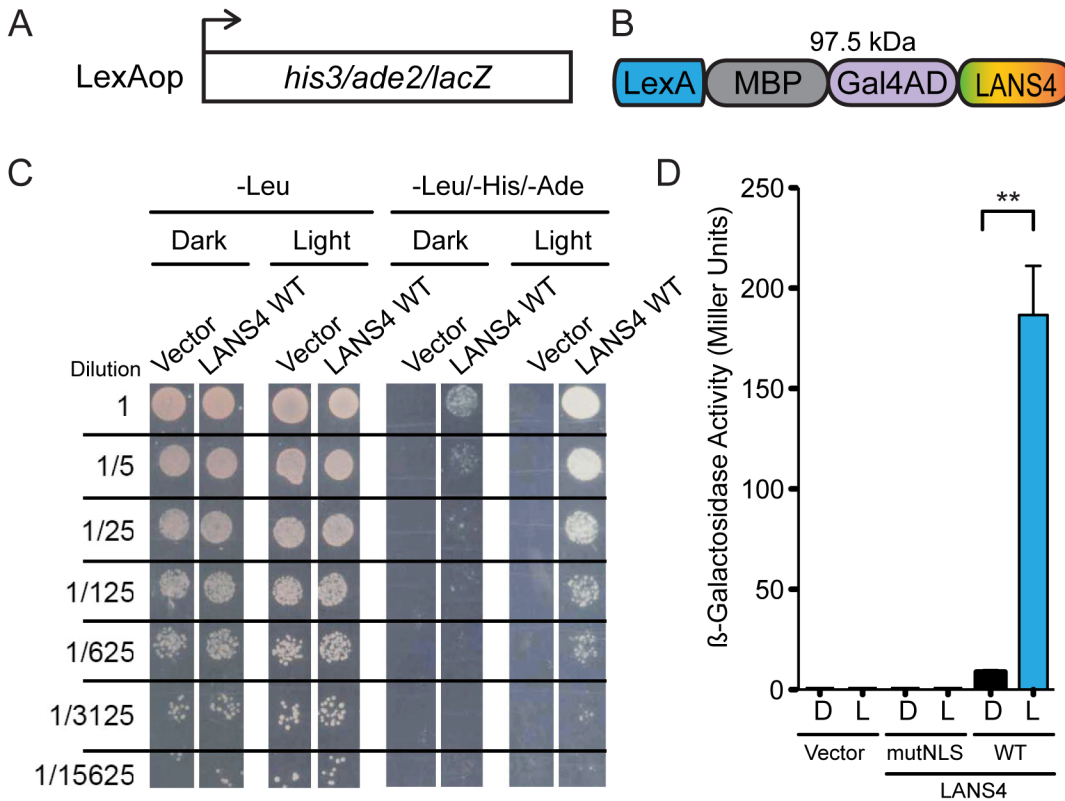 A
LexAop
his3/ade2/lacZ
B
97.5 kDa
LexA MBP Gal4AD LANS4
C
-Leu -Leu/-His/-Ade
Dark Light Dark Light
Vector LANS4 WT Vector LANS4 WT Vector LANS4 WT Vector LANS4 WT
Dilution
1
1/5
1/25
1/125
1/625
1/3125
1/15625
D
ß-Galactosidase Activity (Miller Units)
250
200
150
100
50
0
**
D L D L D L
Vector mutNLS WT
LANS4